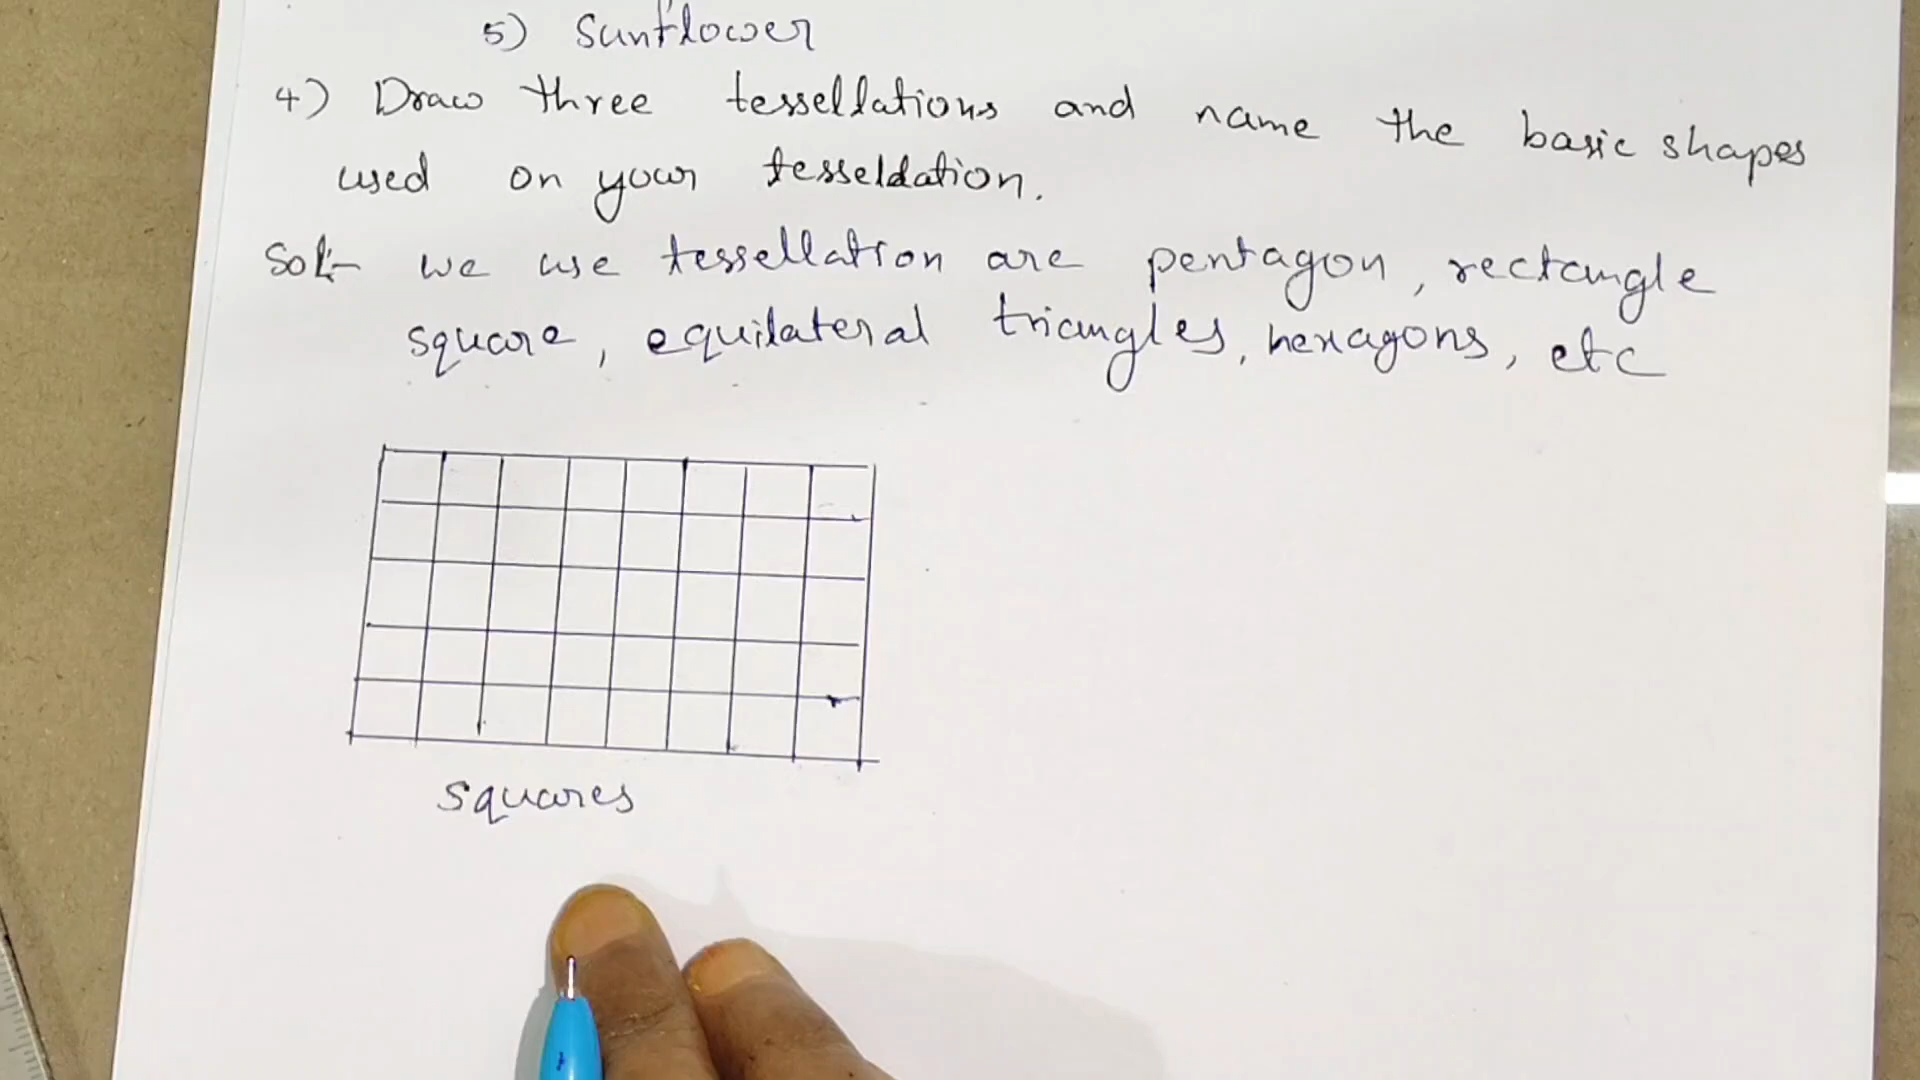 5) Sunflower
4) Draw three tessellations and name the basic shapes
used on your tesseldation.
Sol:- we use tessellation are pentagon, rectangle
square, equilateral triangles, hexagons, etc
squares